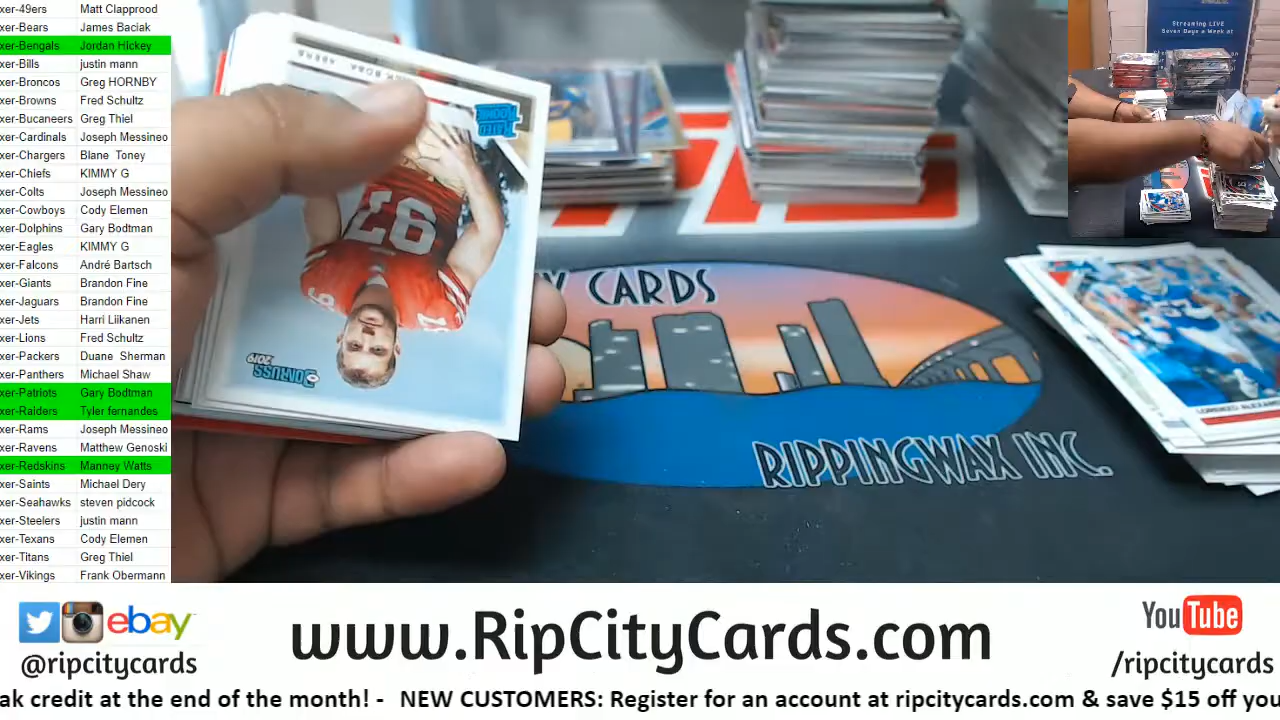 xer-49ers Matt Clapprood
xer-Bears James Baciak
xer-Bengals Jordan Hickey
xer-Bills justin mann
xer-Broncos Greg HORNBY
xer-Browns Fred Schultz
xer-Bucaneers Greg Thiel
xer-Cardinals Joseph Messineo
xer-Chargers Blane Toney
xer-Chiefs KIMMY G
xer-Colts Joseph Messineo
xer-Cowboys Cody Elemen
xer-Dolphins Gary Bodtman
xer-Eagles KIMMY G
xer-Falcons André Bartsch
xer-Giants Brandon Fine
xer-Jaguars Brandon Fine
xer-Jets Harri Liikanen
xer-Lions Fred Schultz
xer-Packers Duane Sherman
xer-Panthers Michael Shaw
xer-Patriots Gary Bodtman
xer-Raiders Tyler fernandes
xer-Rams Joseph Messineo
xer-Ravens Matthew Genoski
xer-Redskins Manney Watts
xer-Saints Michael Dery
xer-Seahawks steven pidcock
xer-Steelers justin mann
xer-Texans Cody Elemen
xer-Titans Greg Thiel
xer-Vikings Frank Obermann
RATED ROOKIE
97
DONRUSS 2019
Streaming LIVE
Seven Days a Week at
Y CARDS
RIPPINGWAX INC.
LORENZO
ebay
@ripcitycards
www.RipCityCards.com
YouTube
/ripcitycards
ak credit at the end of the month! - NEW CUSTOMERS: Register for an account at ripcitycards.com & save $15 off you